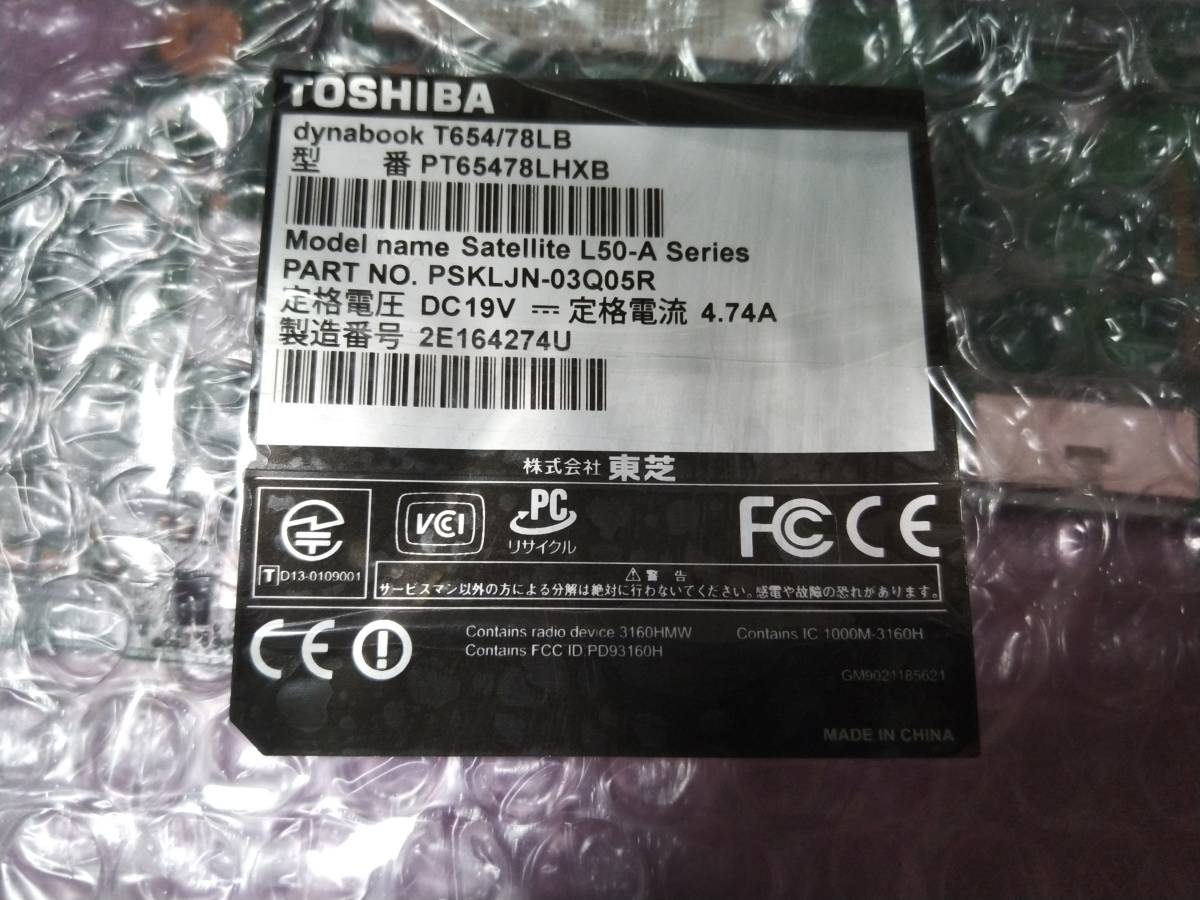 TOSHIBA
dynabook T654/78LB
型 番 PT65478LHXB
Model name Satellite L50-A Series
PART NO. PSKLJN-03Q05R
定格電圧 DC19V ⎓ 定格電流 4.74A
製造番号 2E164274U
株式会社 東芝
VCCI
PC
リサイクル
FC CE
T D13-0109001
⚠警 告
サービスマン以外の方による分解は絶対に行わないでください。感電や故障の恐れがあります。
CE
Contains radio device 3160HMW Contains IC 1000M-3160H
Contains FCC ID:PD93160H
GM9021185621
MADE IN CHINA